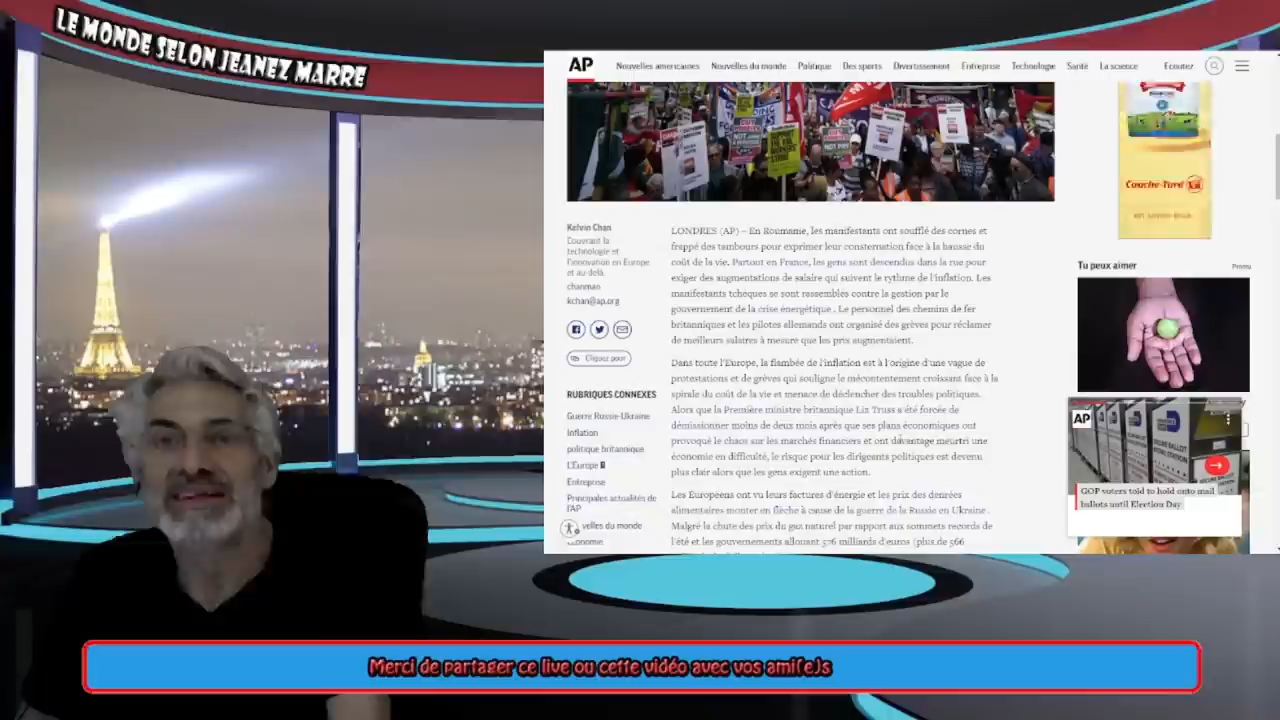 LE MONDE SELON JEANEZ MARRE
AP
Nouvelles américaines Nouvelles du monde Politique Des sports Divertissement Entreprise Technologie Santé La science Ecoutez
Kelvin Chan
Couvrant la
technologie et
l'innovation en Europe
et au-delà.
chanman
kchan@ap.org
Cliquez pour
RUBRIQUES CONNEXES
Guerre Russie-Ukraine
Inflation
politique britannique
L'Europe
Entreprise
Principales actualités de
l'AP
velles du monde
LONDRES (AP) – En Roumanie, les manifestants ont soufflé des cornes et
frappé des tambours pour exprimer leur consternation face à la hausse du
coût de la vie. Partout en France, les gens sont descendus dans la rue pour
exiger des augmentations de salaire qui suivent le rythme de l'inflation. Les
manifestants tchèques se sont rassemblés contre la gestion par le
gouvernement de la crise énergétique . Le personnel des chemins de fer
britanniques et les pilotes allemands ont organisé des grèves pour réclamer
de meilleurs salaires à mesure que les prix augmentaient.
Dans toute l'Europe, la flambée de l'inflation est à l'origine d'une vague de
protestations et de grèves qui souligne le mécontentement croissant face à la
spirale du coût de la vie et menace de déclencher des troubles politiques.
Alors que la Première ministre britannique Liz Truss a été forcée de
démissionner moins de deux mois après que ses plans économiques ont
provoqué le chaos sur les marchés financiers et ont davantage meurtri une
économie en difficulté, le risque pour les dirigeants politiques est devenu
plus clair alors que les gens exigent une action.
Les Européens ont vu leurs factures d'énergie et les prix des denrées
alimentaires monter en flèche à cause de la guerre de la Russie en Ukraine .
Malgré la chute des prix du gaz naturel par rapport aux sommets records de
l'été et les gouvernements allouant 576 milliards d'euros (plus de 566
Couche-Tard
Tu peux aimer
Promu
AP
GOP voters told to hold onto mail
ballots until Election Day
Merci de partager ce live ou cette vidéo avec vos ami(e)s